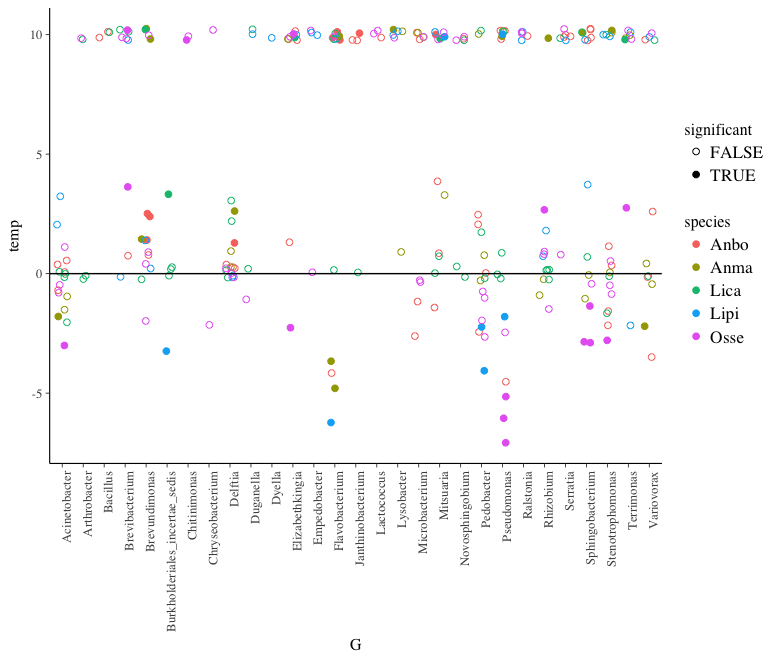 10
5
0
-5
temp
Acinetobacter
Arthrobacter
Bacillus
Brevibacterium
Brevundimonas
Burkholderiales_incertae_sedis
Chitinimonas
Chryseobacterium
Delftia
Duganella
Dyella
Elizabethkingia
Empedobacter
Flavobacterium
Janthinobacterium
Lactococcus
Lysobacter
Microbacterium
Mitsuaria
Novosphingobium
Pedobacter
Pseudomonas
Ralstonia
Rhizobium
Serratia
Sphingobacterium
Stenotrophomonas
Terrimonas
Variovorax
G
significant
FALSE
TRUE
species
Anbo
Anma
Lica
Lipi
Osse